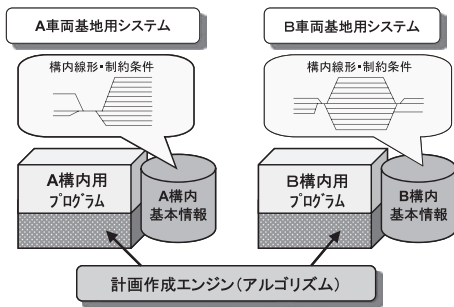 A車両基地用システム
構内線形・制約条件
A構内用
プログラム
A構内
基本情報
B車両基地用システム
構内線形・制約条件
B構内用
プログラム
B構内
基本情報
計画作成エンジン(アルゴリズム)